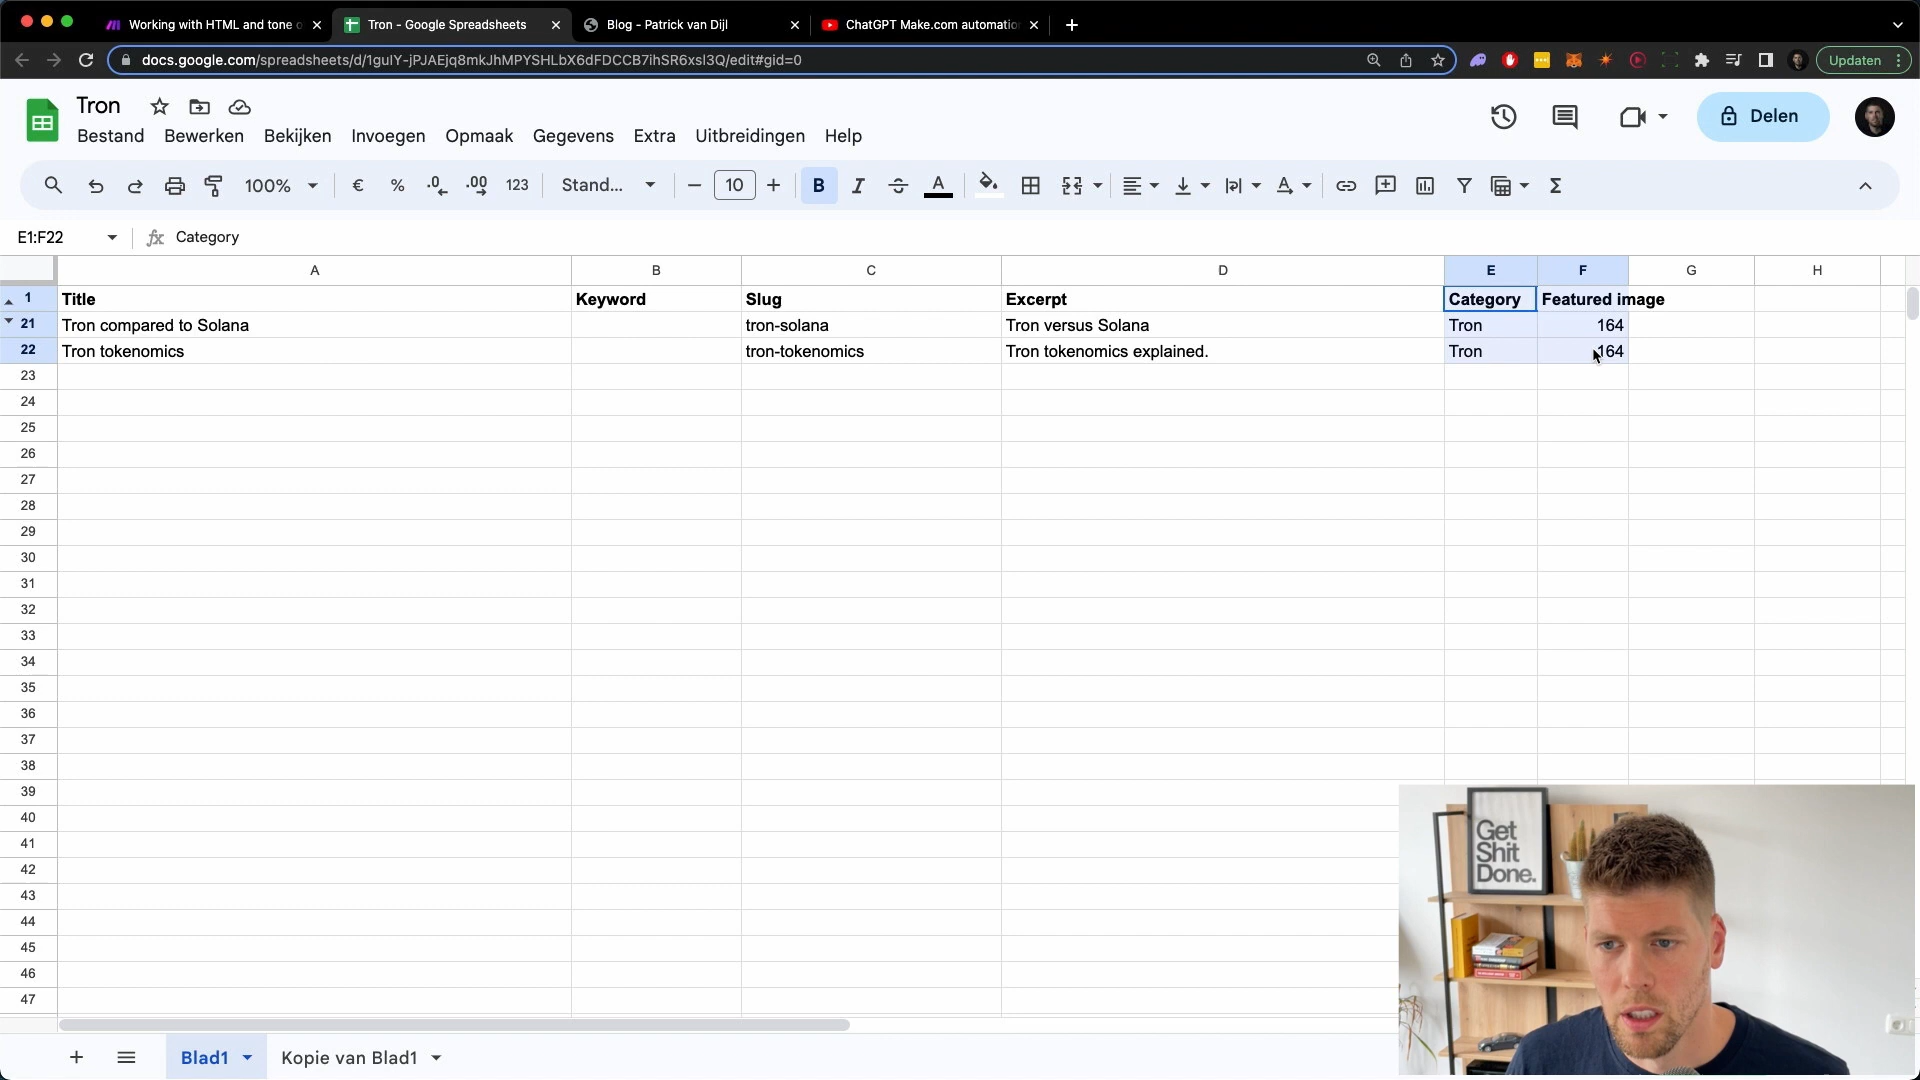 Working with HTML and tone o
Tron - Google Spreadsheets
Blog - Patrick van Dijl
ChatGPT Make.com automatio
docs.google.com/spreadsheets/d/1guIY-jPJAEjq8mkJhMPYSHLbX6dFDCCB7ihSR6xsI3Q/edit#gid=0
Updaten
Tron
Bestand Bewerken Bekijken Invoegen Opmaak Gegevens Extra Uitbreidingen Help
Delen
100% € % .0 .00 123 Stand... 10 B I A Σ
E1:F22 fx Category
A B C D E F G H
1 Title Keyword Slug Excerpt Category Featured image
21 Tron compared to Solana tron-solana Tron versus Solana Tron 164
22 Tron tokenomics tron-tokenomics Tron tokenomics explained. Tron 164
23
24
25
26
27
28
29
30
31
32
33
34
35
36
37
38
39
40
41
42
43
44
45
46
47
Get
Shit
Done.
Blad1 Kopie van Blad1